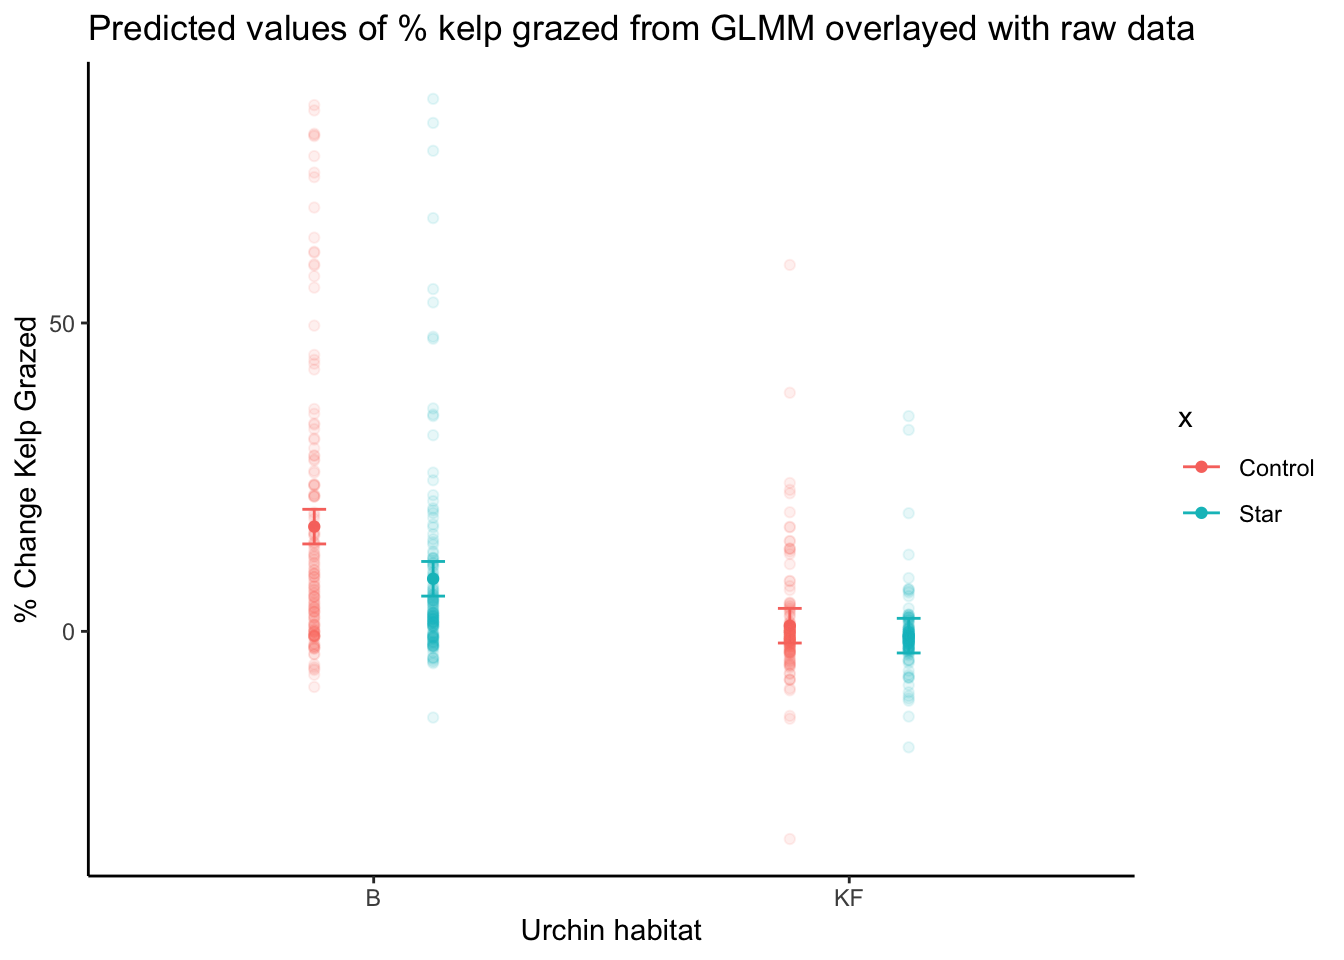 Predicted values of % kelp grazed from GLMM overlayed with raw data
% Change Kelp Grazed
50
0
B
KF
Urchin habitat
x
Control
Star